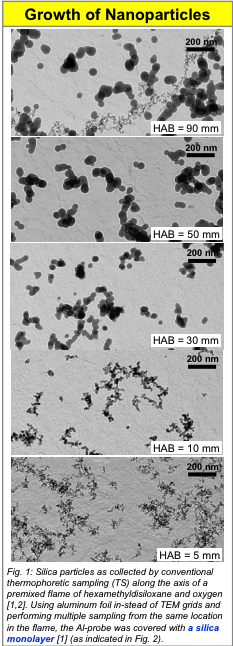 Growth of Nanoparticles
200 nm
HAB = 90 mm
200 nm
HAB = 50 mm
200 nm
HAB = 30 mm
200 nm
HAB = 10 mm
200 nm
HAB = 5 mm
Fig. 1: Silica particles as collected by conventional
thermophoretic sampling (TS) along the axis of a
premixed flame of hexamethyldisiloxane and oxygen
[1,2]. Using aluminum foil in-stead of TEM grids and
performing multiple sampling from the same location
in the flame, the Al-probe was covered with a silica
monolayer [1] (as indicated in Fig. 2).